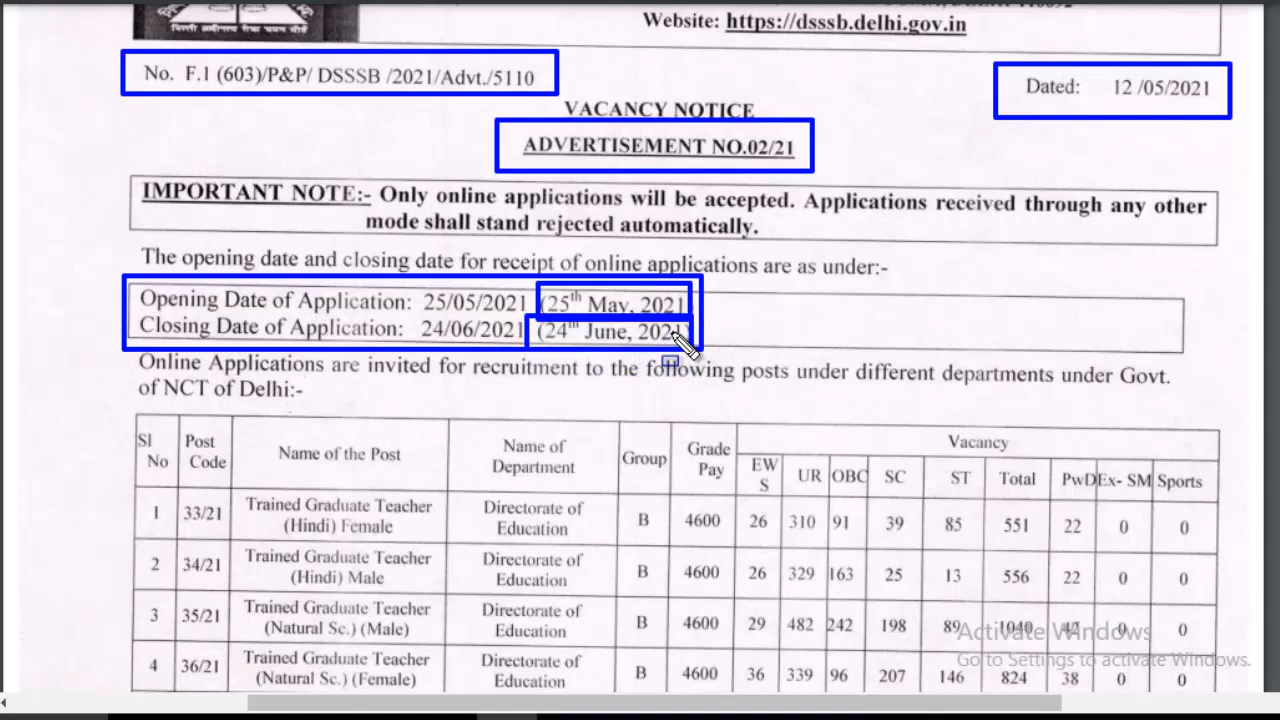 Website: https://dsssb.delhi.gov.in
No. F.1 (603)/P&P/ DSSSB /2021/Advt./5110
Dated: 12 /05/2021
VACANCY NOTICE
ADVERTISEMENT NO.02/21
IMPORTANT NOTE:- Only online applications will be accepted. Applications received through any other
mode shall stand rejected automatically.
The opening date and closing date for receipt of online applications are as under:-
Opening Date of Application: 25/05/2021 (25th May, 2021
Closing Date of Application: 24/06/2021 (24th June, 2021)
Online Applications are invited for recruitment to the following posts under different departments under Govt.
of NCT of Delhi:-
Sl No Post Code Name of the Post Name of Department Group Grade Pay Vacancy
EWS UR OBC SC ST Total PwD Ex- SM Sports
1 33/21 Trained Graduate Teacher (Hindi) Female Directorate of Education B 4600 26 310 91 39 85 551 22 0 0
2 34/21 Trained Graduate Teacher (Hindi) Male Directorate of Education B 4600 26 329 163 25 13 556 22 0 0
3 35/21 Trained Graduate Teacher (Natural Sc.) (Male) Directorate of Education B 4600 29 482 242 198 89 1040 42 0 0
4 36/21 Trained Graduate Teacher (Natural Sc.) (Female) Directorate of Education B 4600 36 339 96 207 146 824 38 0 0
Activate Windows
Go to Settings to activate Windows.